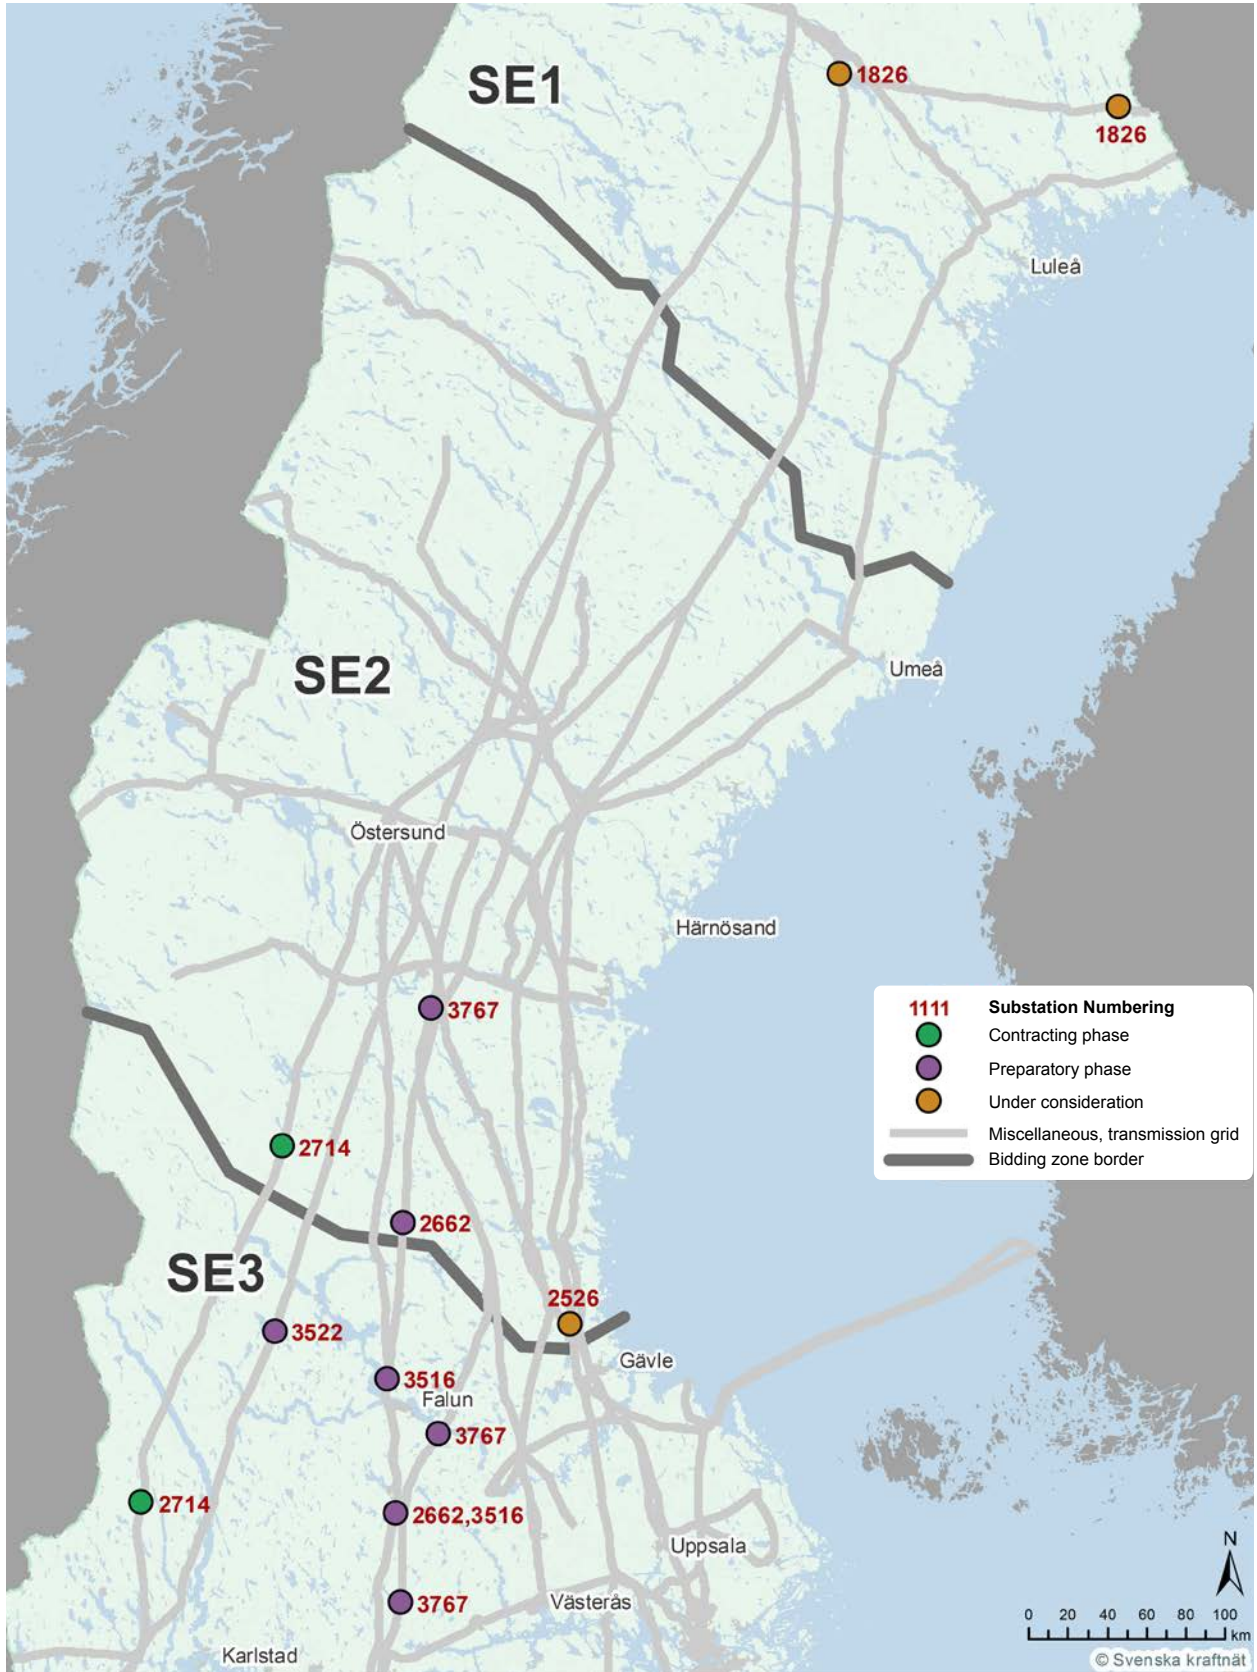 SE1
1826
1826
Luleå
SE2
Umeå
Östersund
Härnösand
3767
1111 Substation Numbering
Contracting phase
Preparatory phase
Under consideration
Miscellaneous, transmission grid
Bidding zone border
2714
2662
SE3
2526
3522
Gävle
3516
Falun
3767
2714
2662,3516
Uppsala
3767
Västerås
Karlstad
N
0 20 40 60 80 100
km
© Svenska kraftnät